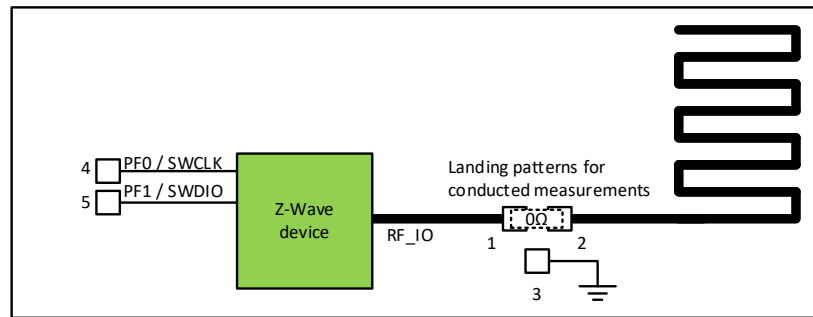 4
PF0 / SWCLK
5
PF1 / SWDIO
Z-Wave
device
RF_IO
Landing patterns for
conducted measurements
0Ω
1
2
3